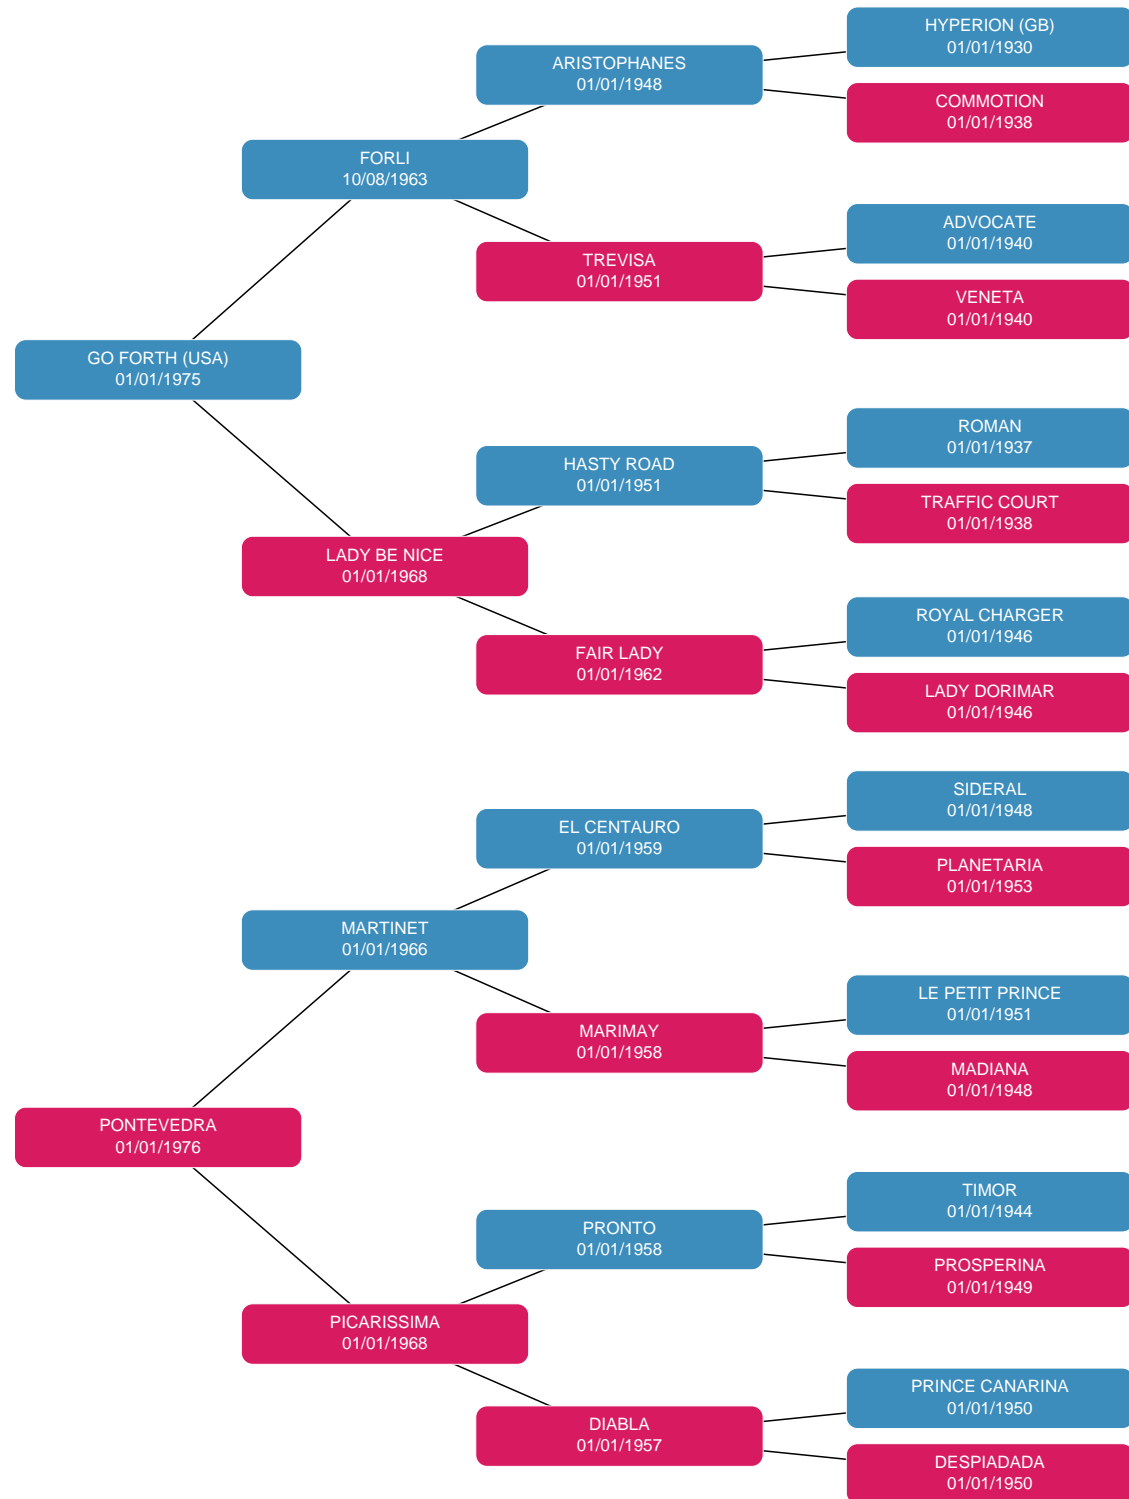 HYPERION (GB)
01/01/1930
ARISTOPHANES
01/01/1948
COMMOTION
01/01/1938
FORLI
10/08/1963
ADVOCATE
01/01/1940
TREVISA
01/01/1951
VENETA
01/01/1940
GO FORTH (USA)
01/01/1975
ROMAN
01/01/1937
HASTY ROAD
01/01/1951
TRAFFIC COURT
01/01/1938
LADY BE NICE
01/01/1968
ROYAL CHARGER
01/01/1946
FAIR LADY
01/01/1962
LADY DORIMAR
01/01/1946
SIDERAL
01/01/1948
EL CENTAURO
01/01/1959
PLANETARIA
01/01/1953
MARTINET
01/01/1966
LE PETIT PRINCE
01/01/1951
MARIMAY
01/01/1958
MADIANA
01/01/1948
PONTEVEDRA
01/01/1976
TIMOR
01/01/1944
PRONTO
01/01/1958
PROSPERINA
01/01/1949
PICARISSIMA
01/01/1968
PRINCE CANARINA
01/01/1950
DIABLA
01/01/1957
DESPIADADA
01/01/1950